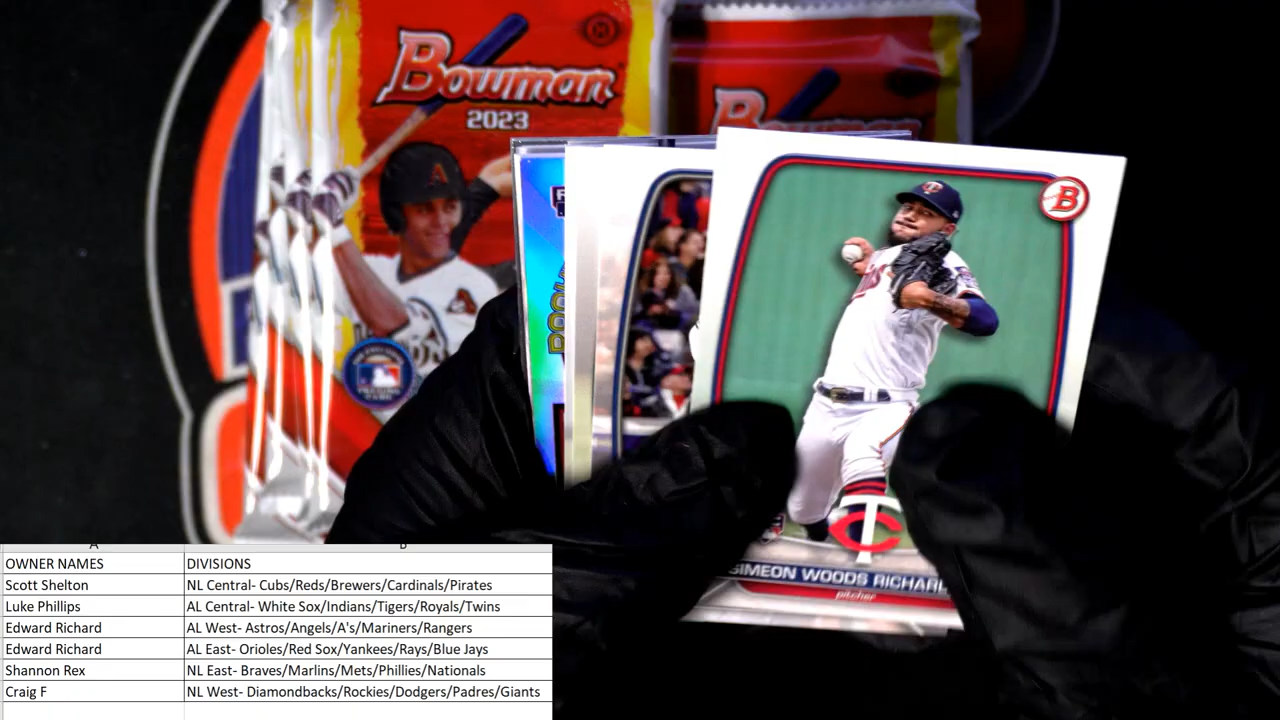 Bowman
2023
Bowman
B
SIMEON WOODS RICHAR
pitcher
A
B
OWNER NAMES DIVISIONS
Scott Shelton NL Central- Cubs/Reds/Brewers/Cardinals/Pirates
Luke Phillips AL Central- White Sox/Indians/Tigers/Royals/Twins
Edward Richard AL West- Astros/Angels/A's/Mariners/Rangers
Edward Richard AL East- Orioles/Red Sox/Yankees/Rays/Blue Jays
Shannon Rex NL East- Braves/Marlins/Mets/Phillies/Nationals
Craig F NL West- Diamondbacks/Rockies/Dodgers/Padres/Giants